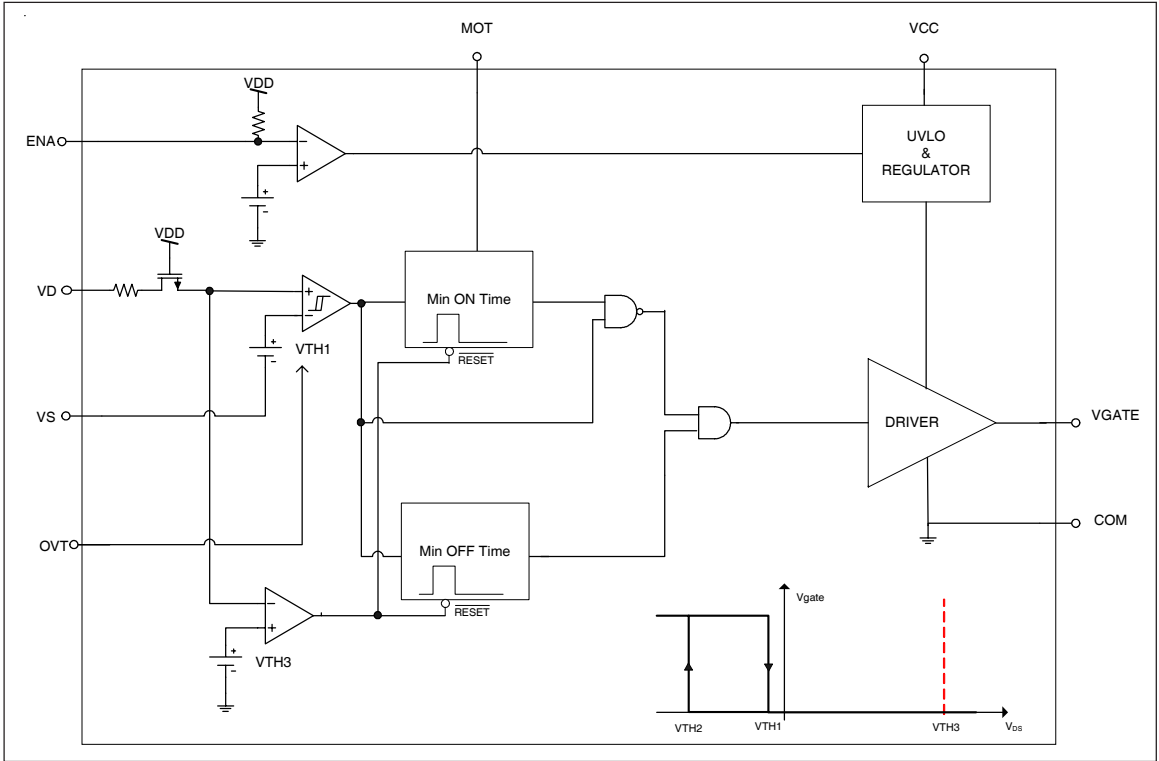 MOT
VCC
VDD
ENA
−
+
+
−
UVLO
&
REGULATOR
VDD
VD
+
−
Min ON Time
RESET
+
−
VTH1
VS
DRIVER
VGATE
COM
OVT
Min OFF Time
RESET
−
+
+
−
VTH3
Vgate
VTH2
VTH1
VTH3
VDS